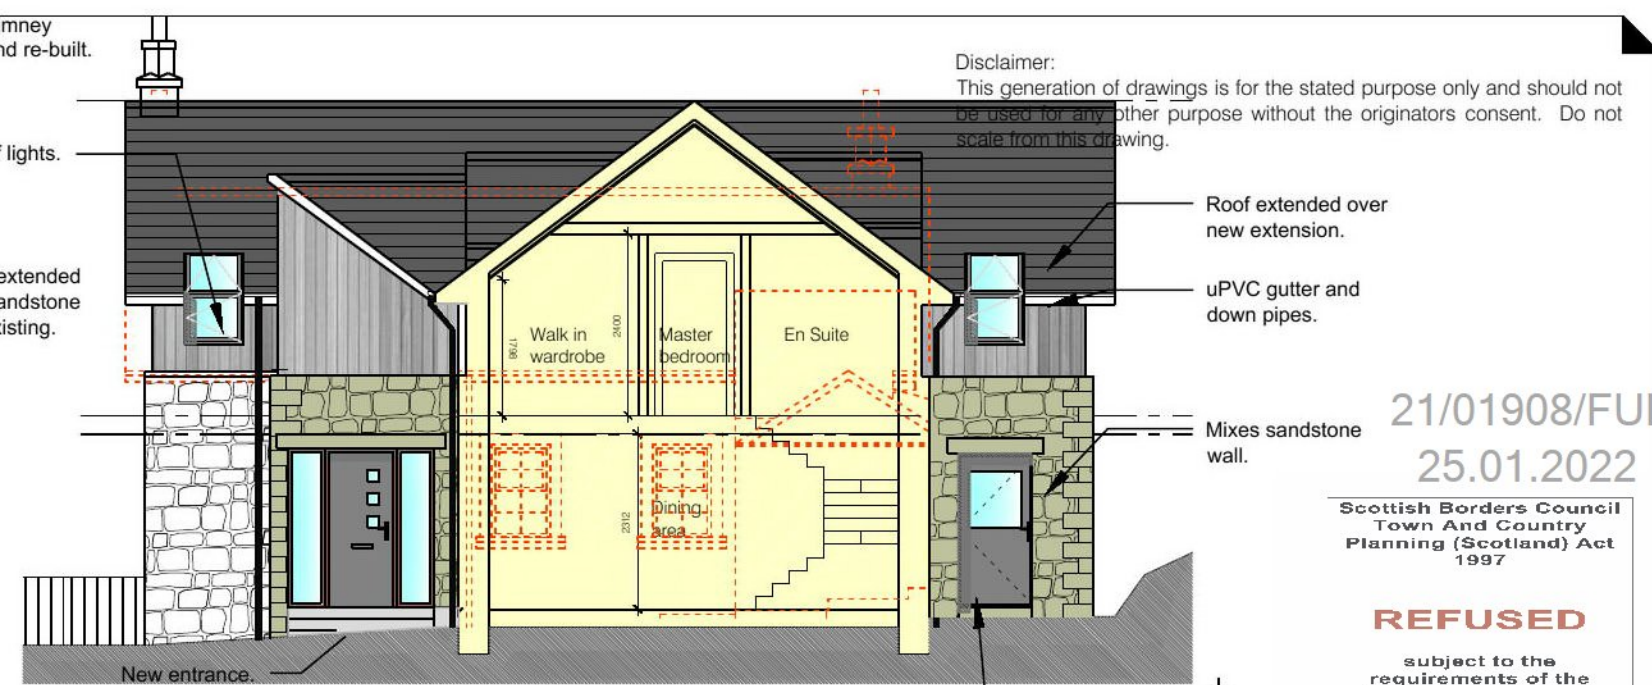 mney
nd re-built.
Disclaimer:
This generation of drawings is for the stated purpose only and should not
be used for any other purpose without the originators consent. Do not
scale from this drawing.
f lights.
Roof extended over
new extension.
extended
andstone
xisting.
uPVC gutter and
down pipes.
Walk in
wardrobe
1798
2400
Master
bedroom
En Suite
21/01908/FUL
25.01.2022
Mixes sandstone
wall.
Dining
area
2312
Scottish Borders Council
Town And Country
Planning (Scotland) Act
1997
REFUSED
subject to the
requirements of the
New entrance.